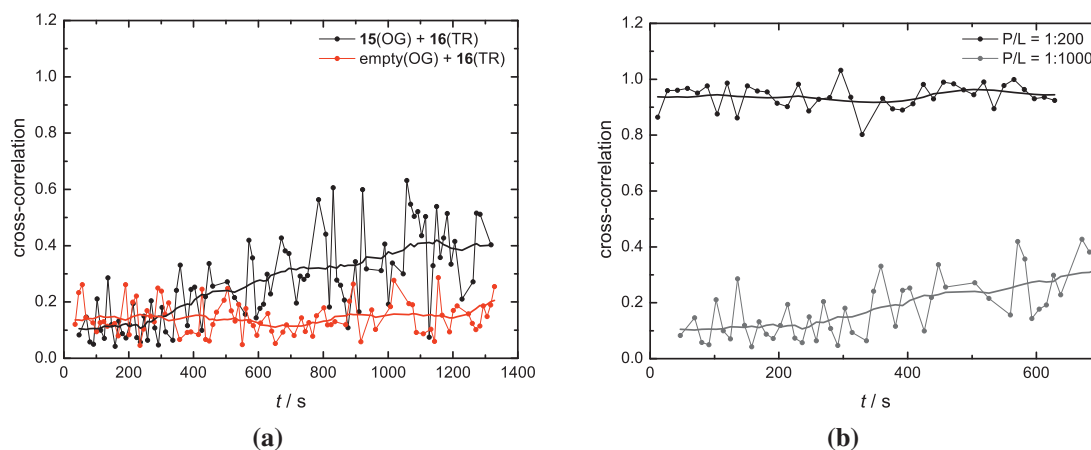 1.2
1.0
0.8
0.6
0.4
0.2
0.0
cross-correlation
15(OG) + 16(TR)
empty(OG) + 16(TR)
0 200 400 600 800 1000 1200 1400
t / s
(a)
1.2
1.0
0.8
0.6
0.4
0.2
0.0
cross-correlation
P/L = 1:200
P/L = 1:1000
0 200 400 600
t / s
(b)